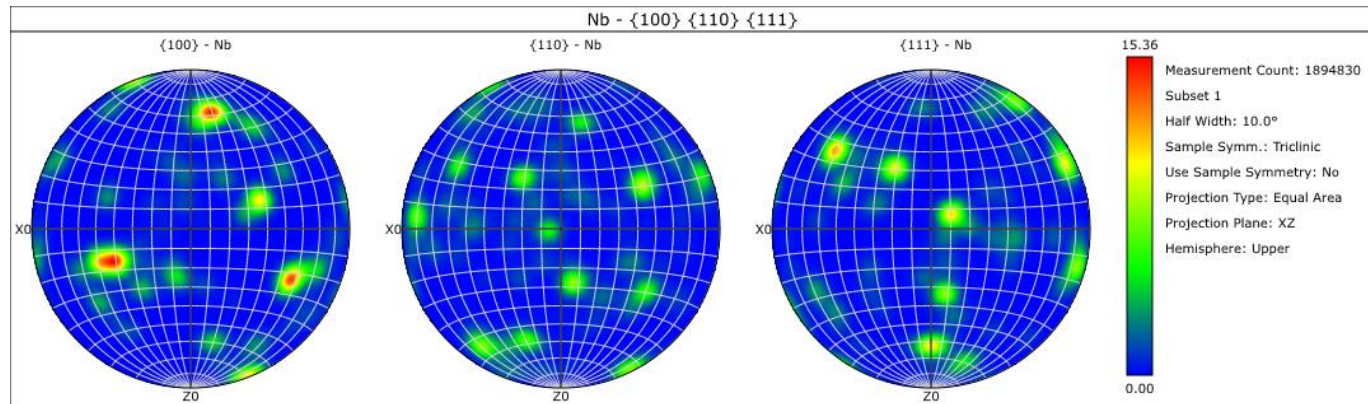 Nb - {100} {110} {111}
{100} - Nb
{110} - Nb
{111} - Nb
15.36
X0
Z0
X0
Z0
X0
Z0
0.00
Measurement Count: 1894830
Subset 1
Half Width: 10.0°
Sample Symm.: Triclinic
Use Sample Symmetry: No
Projection Type: Equal Area
Projection Plane: XZ
Hemisphere: Upper